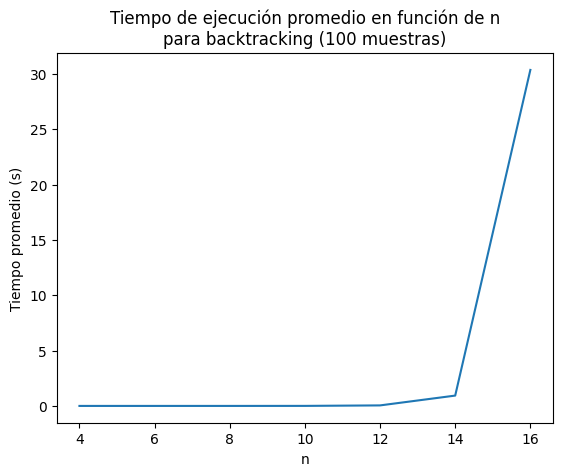 Tiempo de ejecución promedio en función de n
para backtracking (100 muestras)
30
25
20
15
10
5
0
Tiempo promedio (s)
4 6 8 10 12 14 16
n